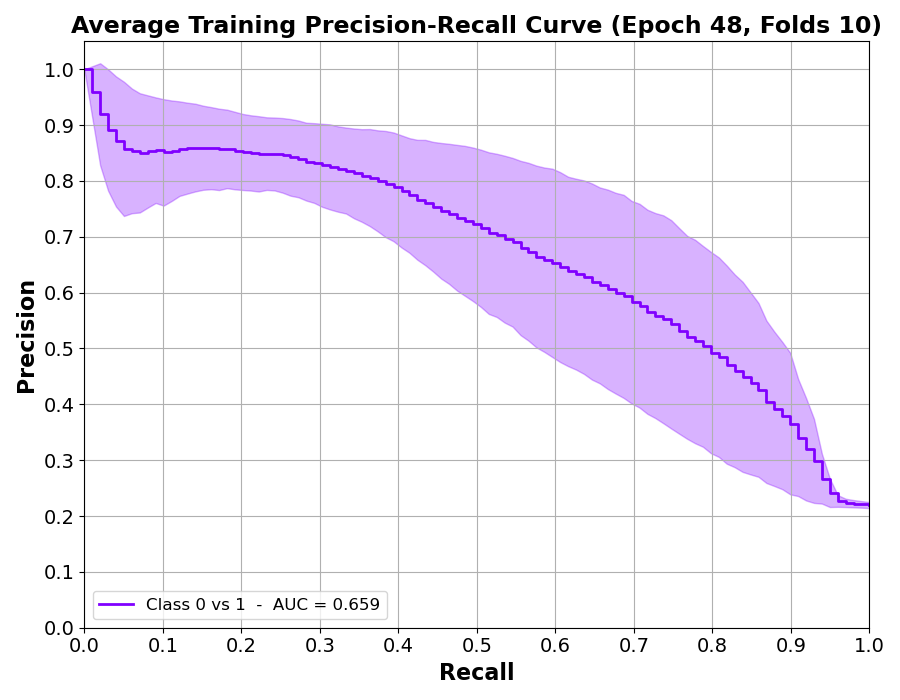 Average Training Precision-Recall Curve (Epoch 48, Folds 10)
Precision
1.0
0.9
0.8
0.7
0.6
0.5
0.4
0.3
0.2
0.1
0.0
Class 0 vs 1 - AUC = 0.659
0.0 0.1 0.2 0.3 0.4 0.5 0.6 0.7 0.8 0.9 1.0
Recall